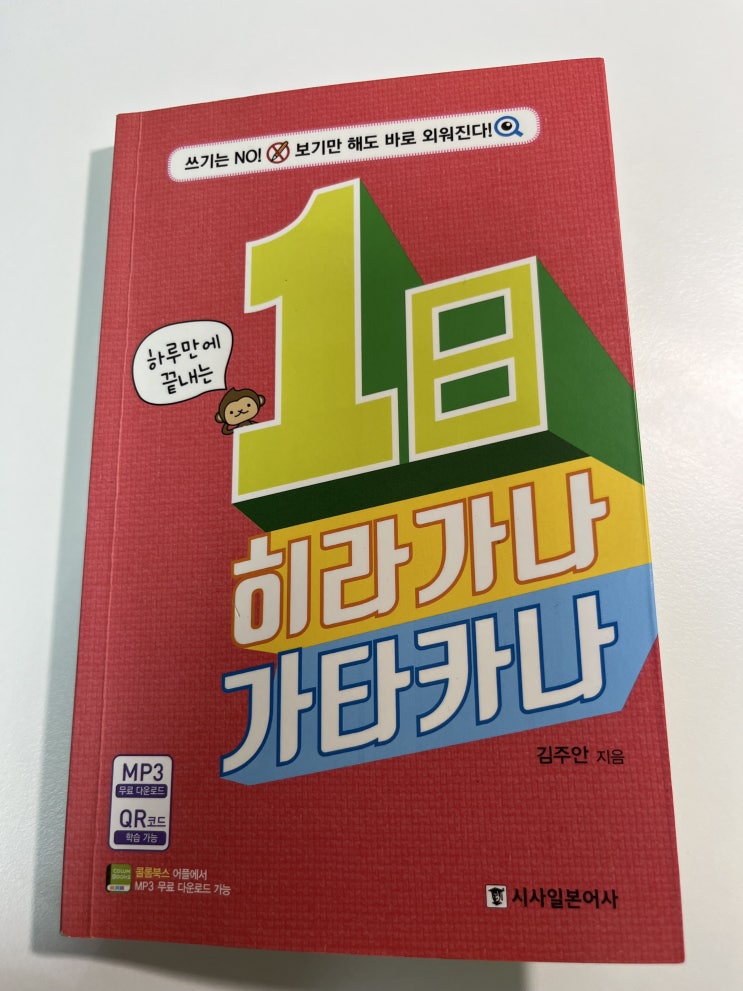 쓰기는 NO! 보기만 해도 바로 외워진다!
하루만에
끝내는
1日
히라가나
가타카나
김주안 지음
MP3
무료 다운로드
QR코드
학습 가능
COLUM
BOOKS
콜롬북스 어플에서
MP3 무료 다운로드 가능
시사일본어사